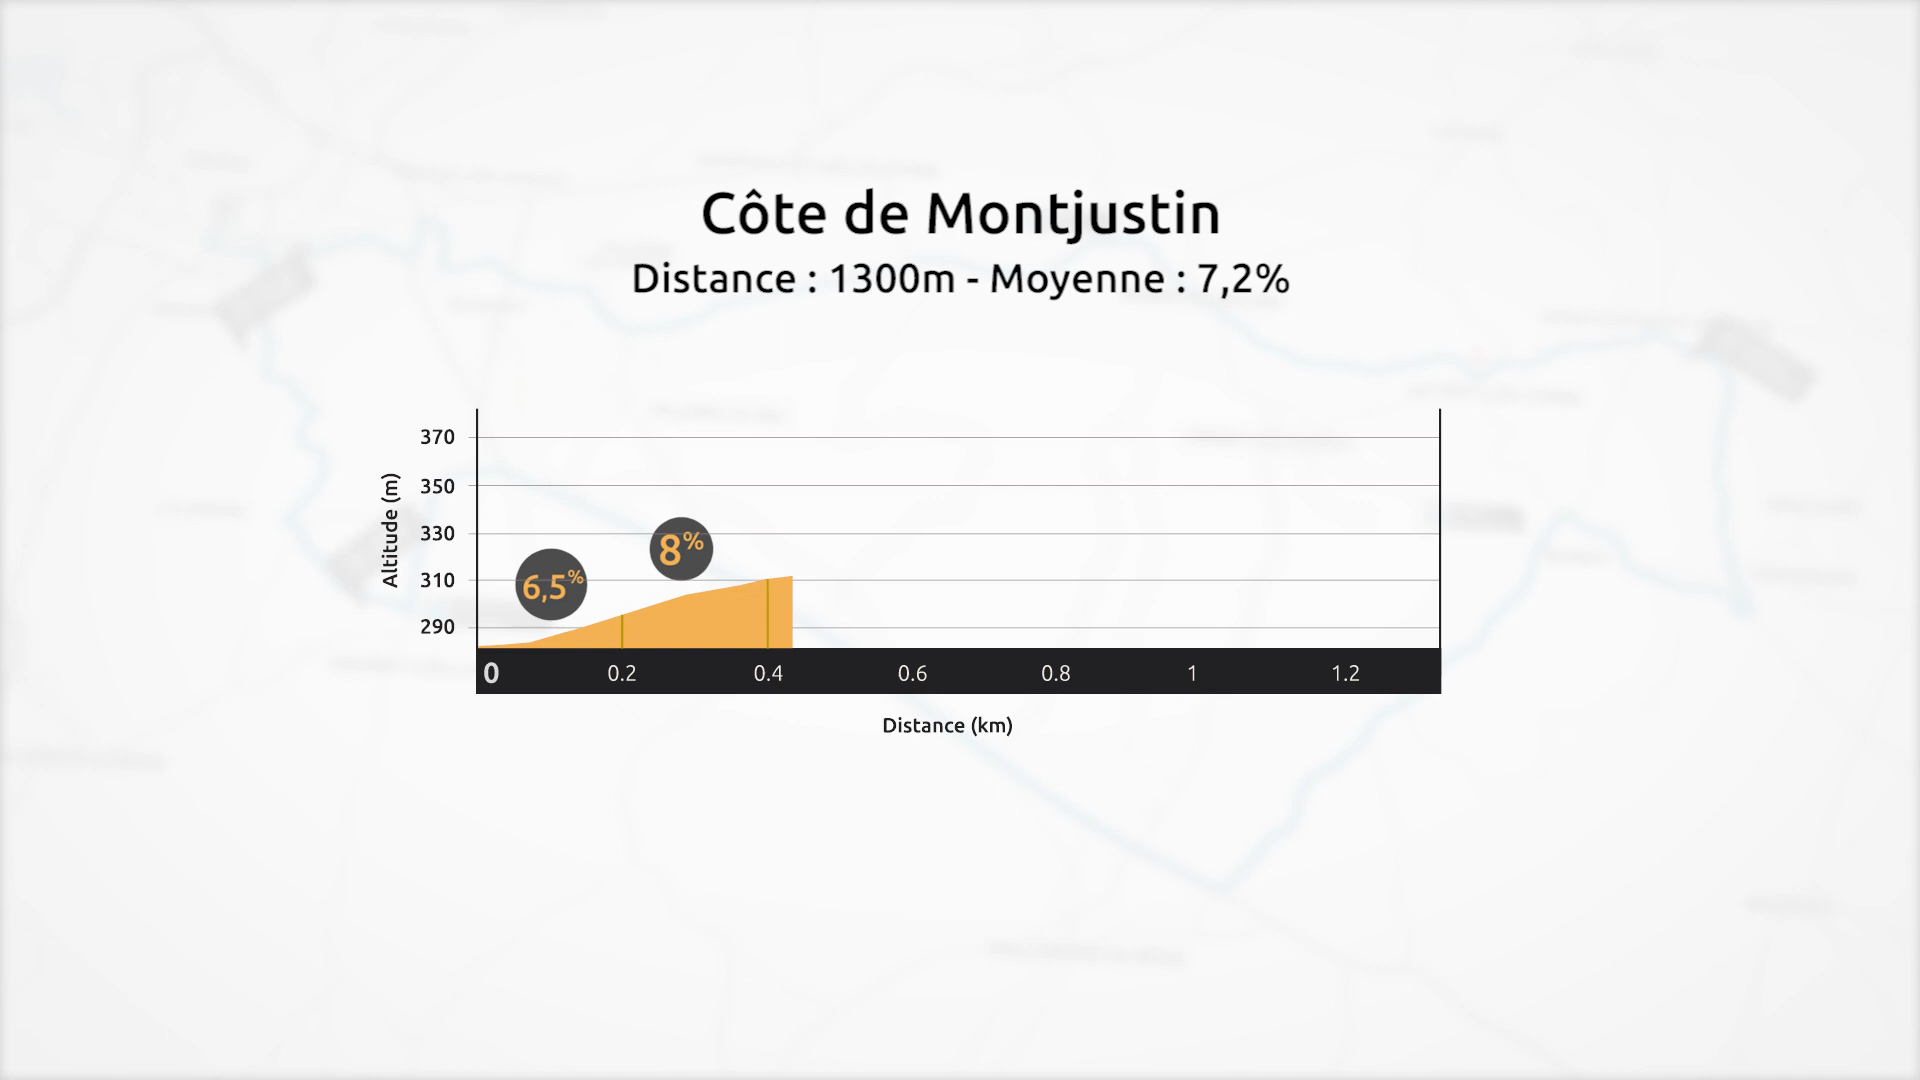 Côte de Montjustin
Distance : 1300m - Moyenne : 7,2%
370
350
330
310
290
Altitude (m)
6,5%
8%
0 0.2 0.4 0.6 0.8 1 1.2
Distance (km)